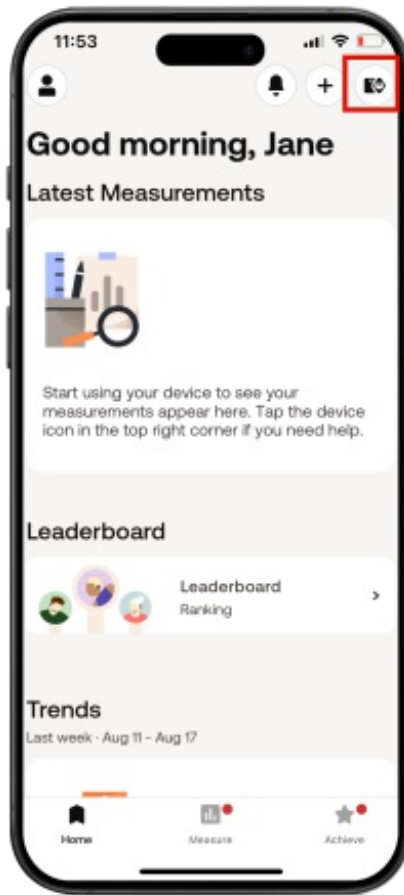 11:53
Good morning, Jane
Latest Measurements
Start using your device to see your
measurements appear here. Tap the device
icon in the top right corner if you need help.
Leaderboard
Leaderboard
Ranking
Trends
Last week · Aug 11 – Aug 17
Home
Measure
Achieve